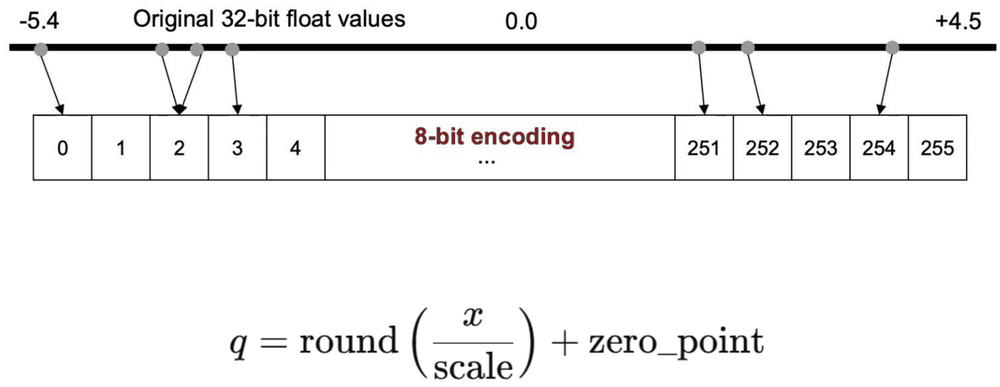 -5.4 Original 32-bit float values 0.0 +4.5
0 1 2 3 4 8-bit encoding ... 251 252 253 254 255
q = round(x/scale) + zero_point